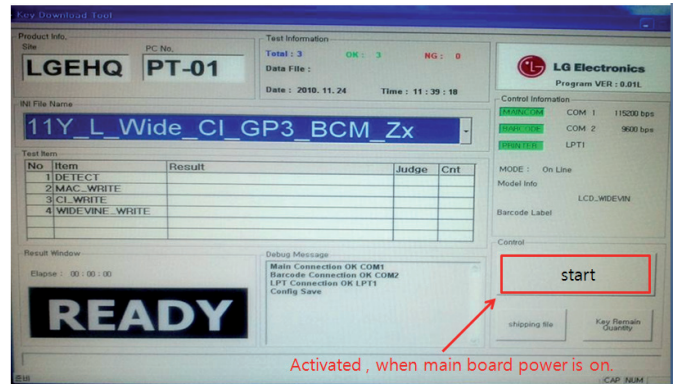 Key Download Tool
Product Info.
Site
PC No.
LGEHQ
PT-01
Test Information
Total : 3 OK : 3 NG : 0
Data File :
Date : 2010. 11. 24 Time : 11 : 39 : 18
LG Electronics
Program VER : 0.01L
INI File Name
11Y_L_Wide_CI_GP3_BCM_Zx
Control Information
MAINCOM COM 1 115200 bps
BARCODE COM 2 9600 bps
PRINTER LPT1
MODE : On Line
Model Info
LCD_WIDEVIN
Barcode Label
Test Item
No Item Result Judge Cnt
1 DETECT
2 MAC_WRITE
3 CI_WRITE
4 WIDEVINE_WRITE
Result Window
Elapse : 00 : 00 : 00
READY
Debug Message
Main Connection OK COM1
Barcode Connection OK COM2
LPT Connection OK LPT1
Config Save
Control
start
shipping file
Key Remain
Quantity
Activated , when main board power is on.
준비
CAP NUM